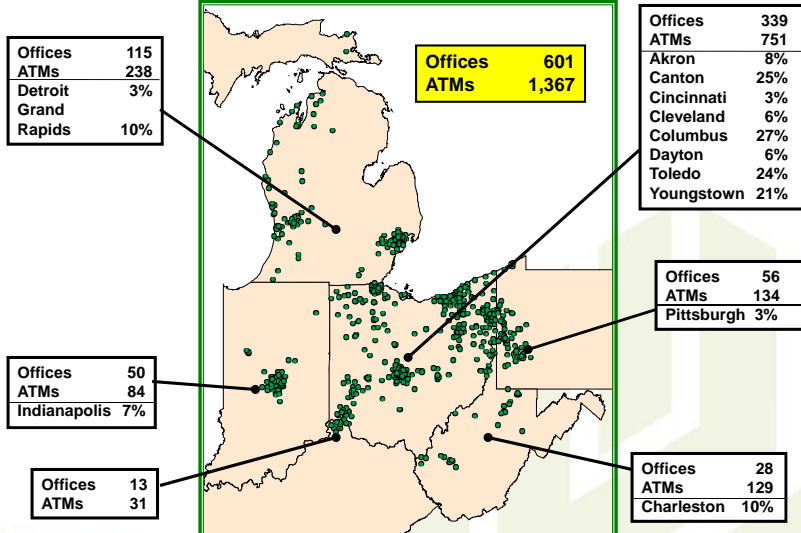 Offices 115
ATMs 238
Detroit 3%
Grand
Rapids 10%
Offices 601
ATMs 1,367
Offices 339
ATMs 751
Akron 8%
Canton 25%
Cincinnati 3%
Cleveland 6%
Columbus 27%
Dayton 6%
Toledo 24%
Youngstown 21%
Offices 56
ATMs 134
Pittsburgh 3%
Offices 50
ATMs 84
Indianapolis 7%
Offices 13
ATMs 31
Offices 28
ATMs 129
Charleston 10%